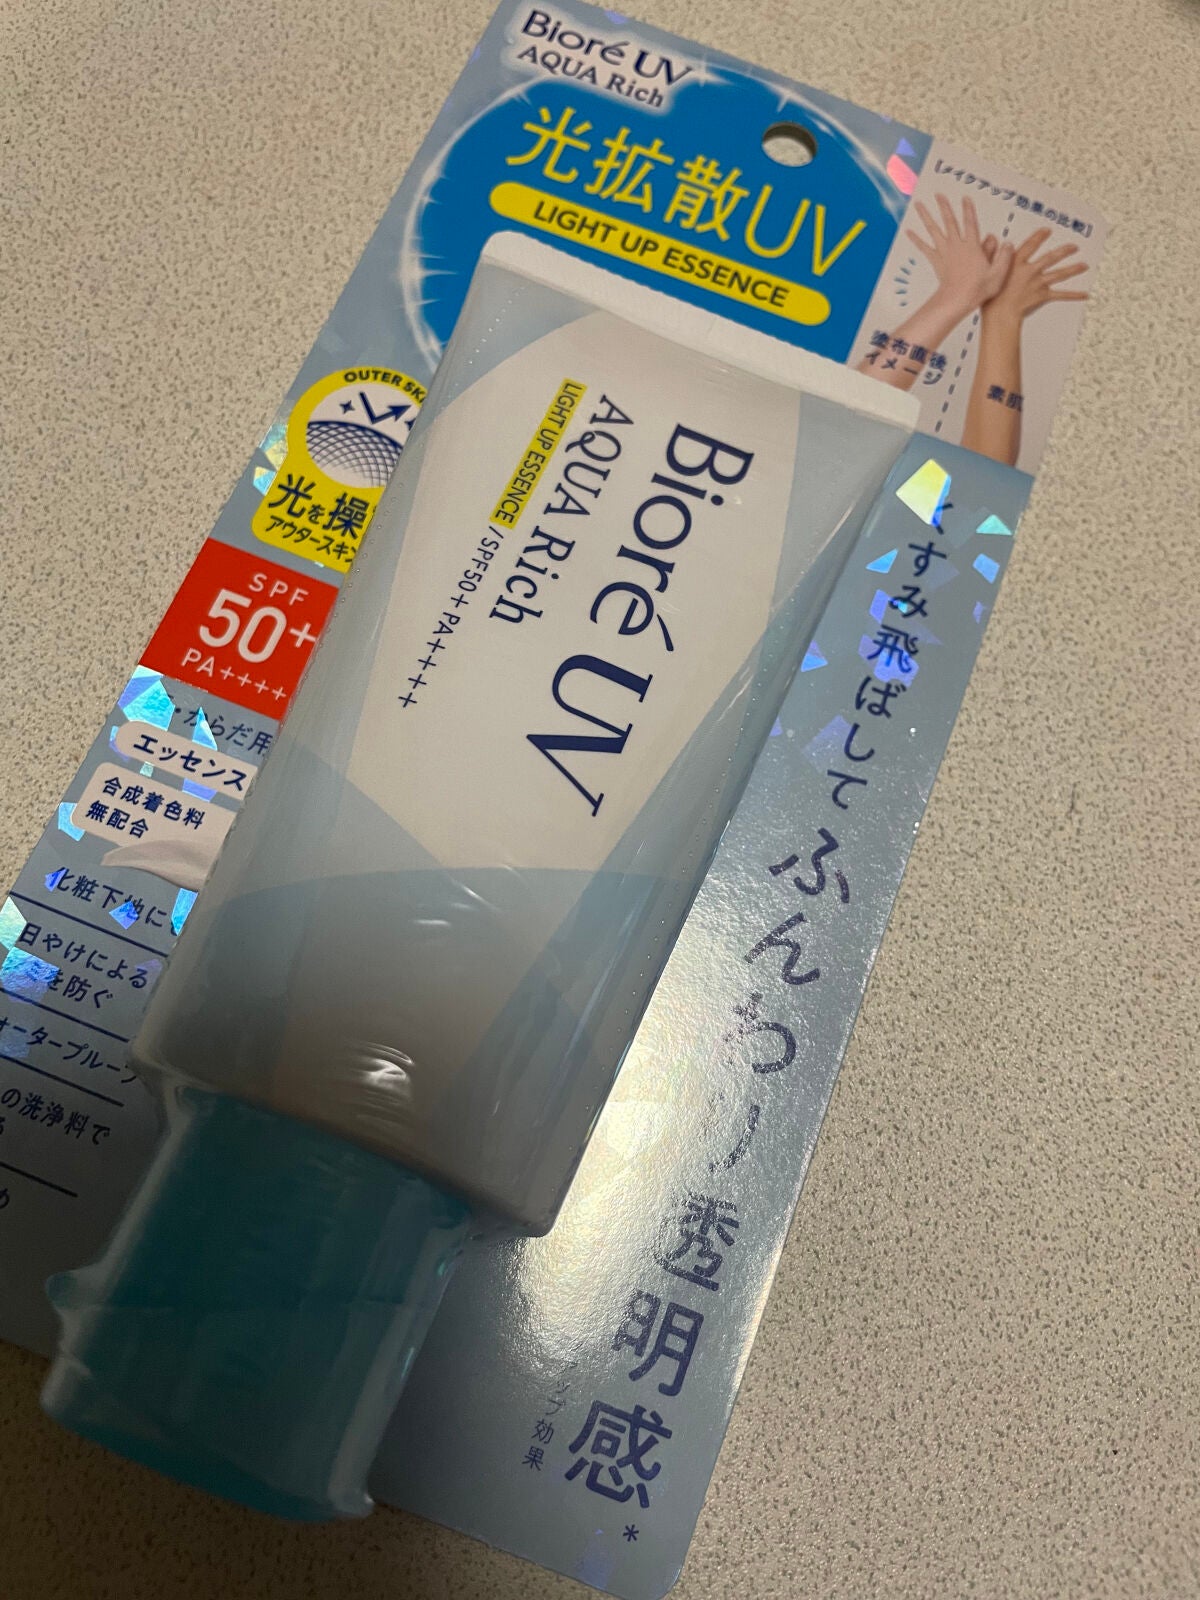 Bioré UV
AQUA Rich
光拡散UV
LIGHT UP ESSENCE
[メイクアップ効果の比較]
塗布直後
イメージ
素肌
OUTER
光を操
アウタースキン
SPF
50+
PA++++
・からだ用
エッセンス
合成着色料
無配合
化粧下地に
日やけによる
を防ぐ
ータープルーフ
の洗浄料で
Bioré UV
AQUA Rich
LIGHT UP ESSENCE / SPF50+ PA++++
くすみ飛ばして
ふんわり透明感*
アップ効果